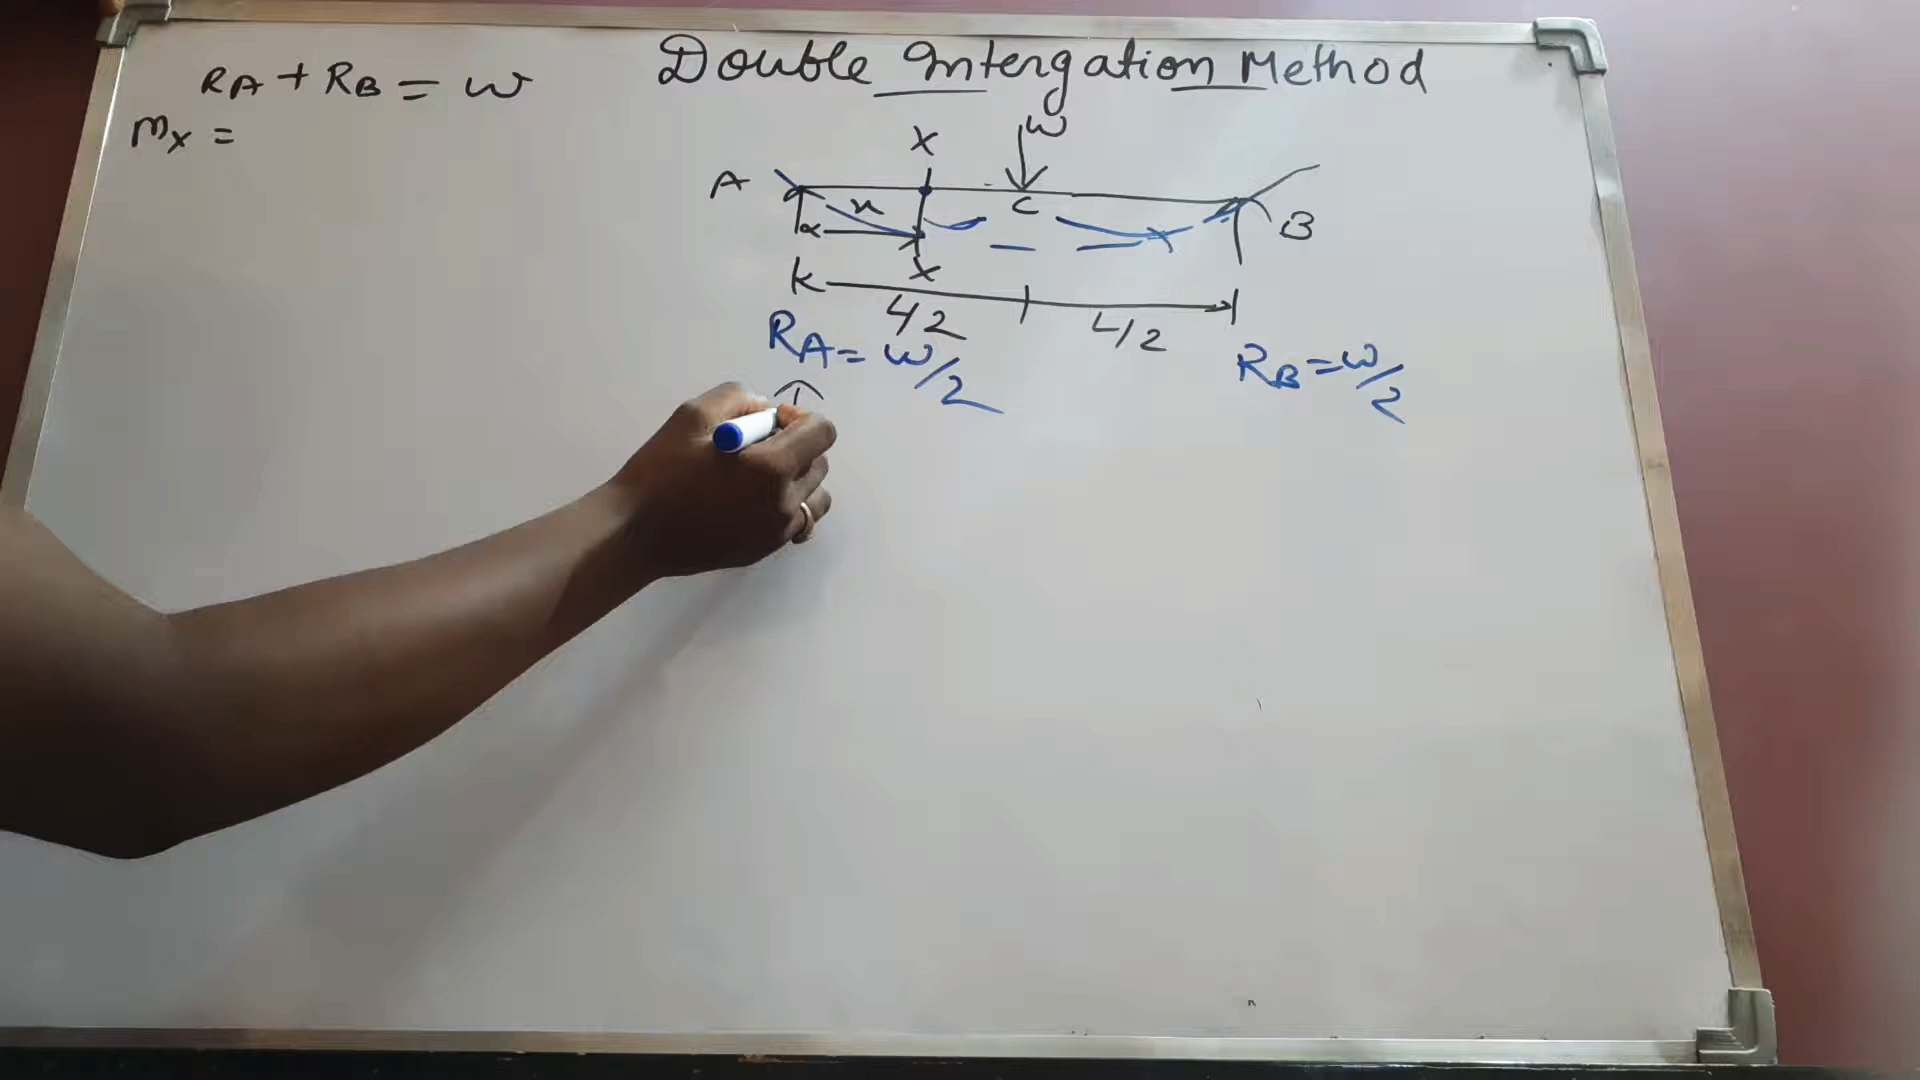 Double Intergation Method
RA + RB = W
Mx =
W
X
A
x
C
B
X
L/2
L/2
RA = W/2
RB = W/2